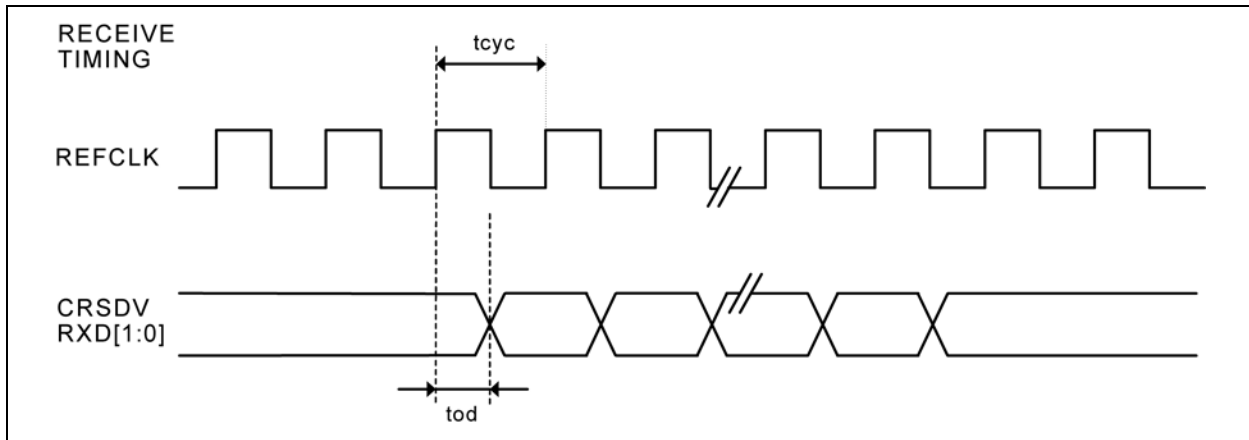 RECEIVE
TIMING
tcyc
REFCLK
CRSDV
RXD[1:0]
tod